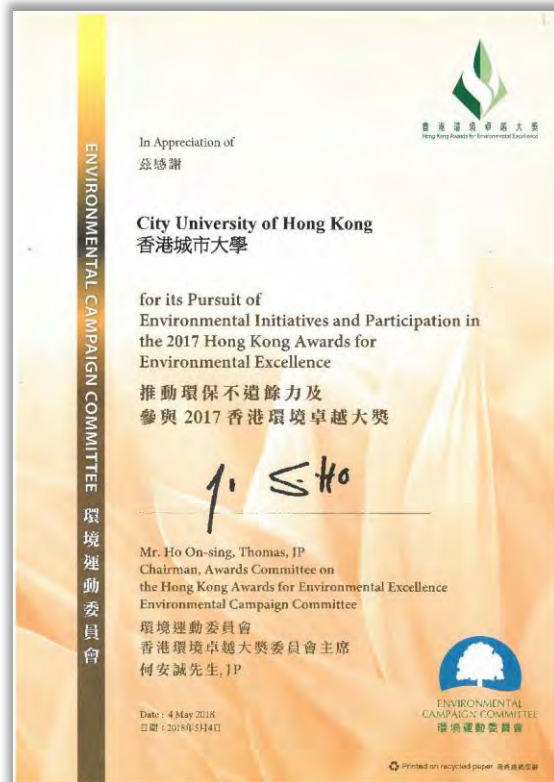 香港環境卓越大獎
Hong Kong Awards for Environmental Excellence
In Appreciation of
茲感謝
City University of Hong Kong
香港城市大學
for its Pursuit of
Environmental Initiatives and Participation in
the 2017 Hong Kong Awards for
Environmental Excellence
推動環保不遺餘力及
參與 2017 香港環境卓越大獎
Mr. Ho On-sing, Thomas, JP
Chairman, Awards Committee on
the Hong Kong Awards for Environmental Excellence
Environmental Campaign Committee
環境運動委員會
香港環境卓越大獎委員會主席
何安誠先生, JP
Date : 4 May 2018
日期 : 2018年5月4日
ENVIRONMENTAL CAMPAIGN COMMITTEE 環境運動委員會
ENVIRONMENTAL
CAMPAIGN COMMITTEE
環境運動委員會
Printed on recycled paper